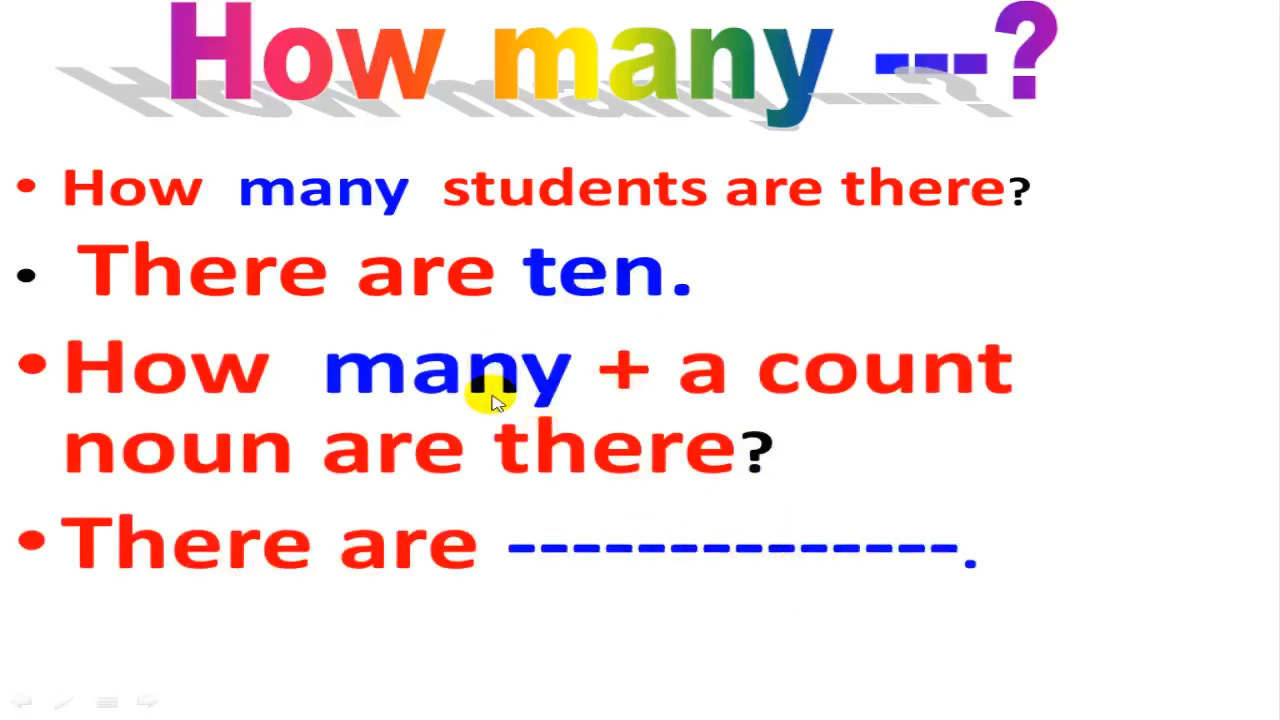 How many ---?
• How many students are there?
• There are ten.
• How many + a count
noun are there?
• There are --------------.